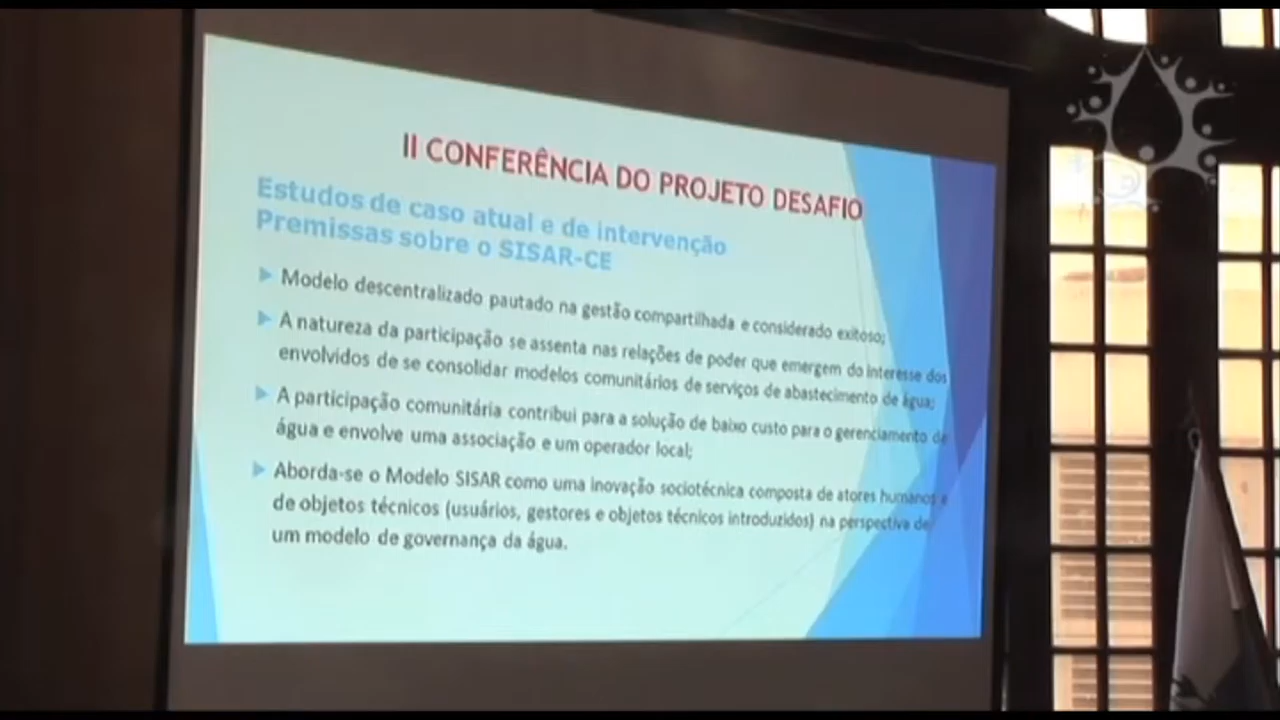 II CONFERÊNCIA DO PROJETO DESAFIO
Estudos de caso atual e de intervenção
Premissas sobre o SISAR-CE
Modelo descentralizado pautado na gestão compartilhada e considerado exitoso;
A natureza da participação se assenta nas relações de poder que emergem do interesse dos
envolvidos de se consolidar modelos comunitários de serviços de abastecimento de água;
A participação comunitária contribui para a solução de baixo custo para o gerenciamento de
água e envolve uma associação e um operador local;
Aborda-se o Modelo SISAR como uma inovação sociotécnica composta de atores humanos e
de objetos técnicos (usuários, gestores e objetos técnicos introduzidos) na perspectiva de
um modelo de governança da água.